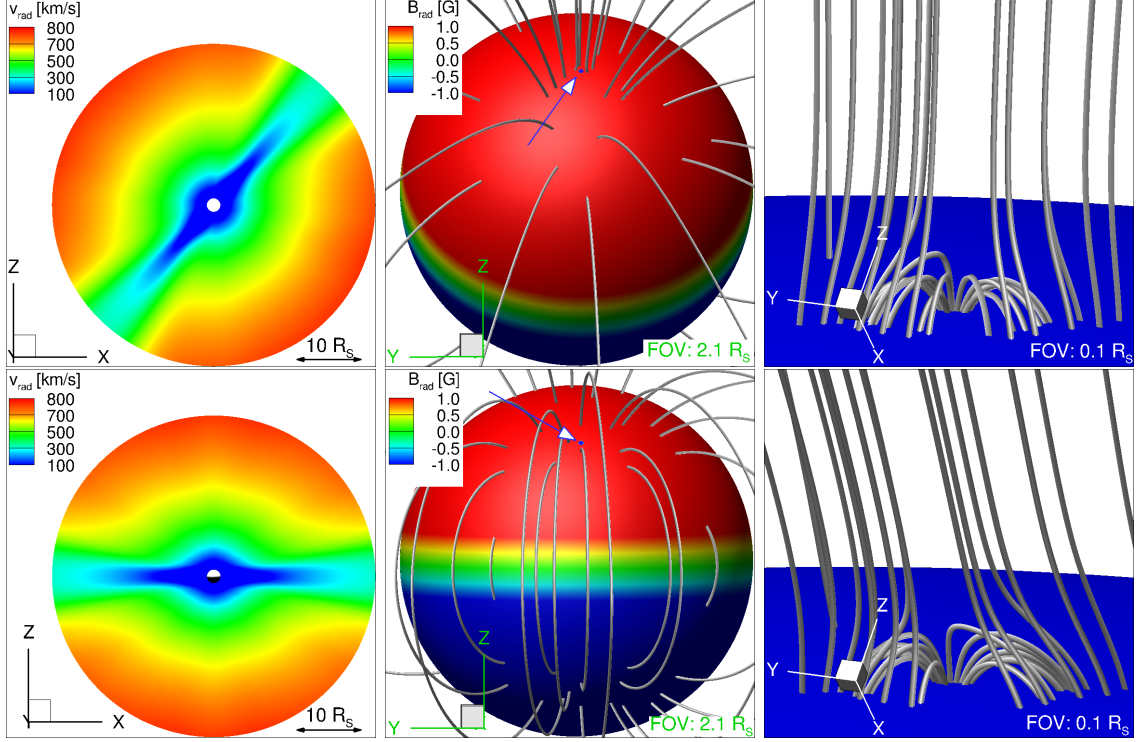 v_rad [km/s]
800
700
500
300
100
Z
Y
X
10 R_S
B_rad [G]
1.0
0.5
0.0
-0.5
-1.0
Z
Y
FOV: 2.1 R_S
Z
Y
X
FOV: 0.1 R_S
v_rad [km/s]
800
700
500
300
100
Z
Y
X
10 R_S
B_rad [G]
1.0
0.5
0.0
-0.5
-1.0
Z
Y
FOV: 2.1 R_S
Z
Y
X
FOV: 0.1 R_S